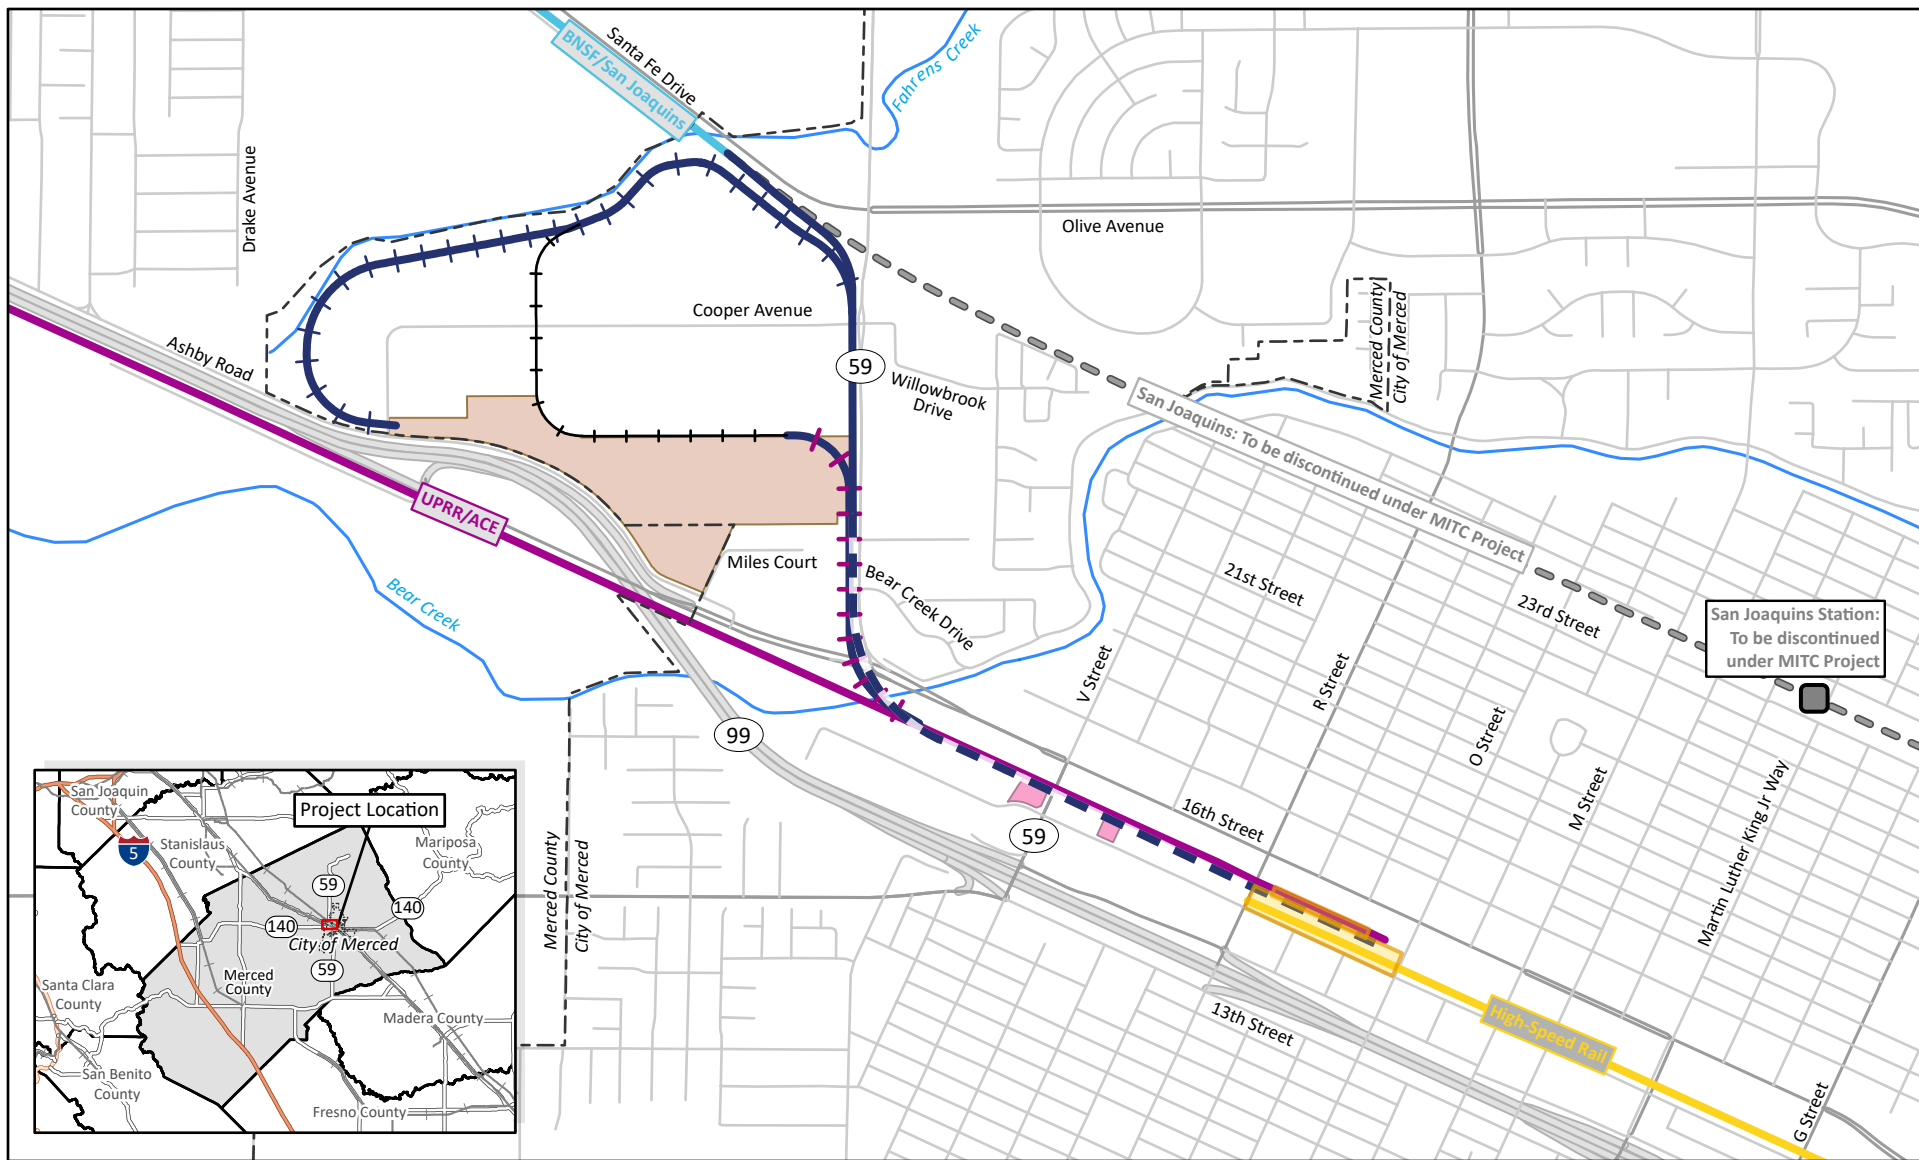 BNSF/San Joaquins
Santa Fe Drive
Fahrens Creek
Drake Avenue
Olive Avenue
Cooper Avenue
Ashby Road
59
Willowbrook
Drive
Merced County
City of Merced
San Joaquins: To be discontinued under MITC Project
UPRR/ACE
Miles Court
Bear Creek
Bear Creek Drive
21st Street
23rd Street
San Joaquins Station:
To be discontinued
under MITC Project
V Street
R Street
O Street
M Street
Martin Luther King Jr Way
99
59
16th Street
Merced County
City of Merced
13th Street
High-Speed Rail
G Street
Project Location
San Joaquin
County
5
Stanislaus
County
Mariposa
County
59
140
140
City of Merced
59
Merced
County
Santa Clara
County
Madera County
San Benito
County
Fresno County